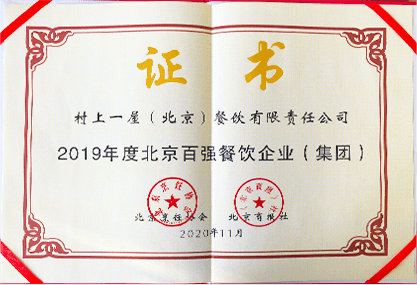 证书
村上一屋（北京）餐饮有限责任公司
2019年度北京百强餐饮企业（集团）
北京烹任协会 北京商报社
2020年11月